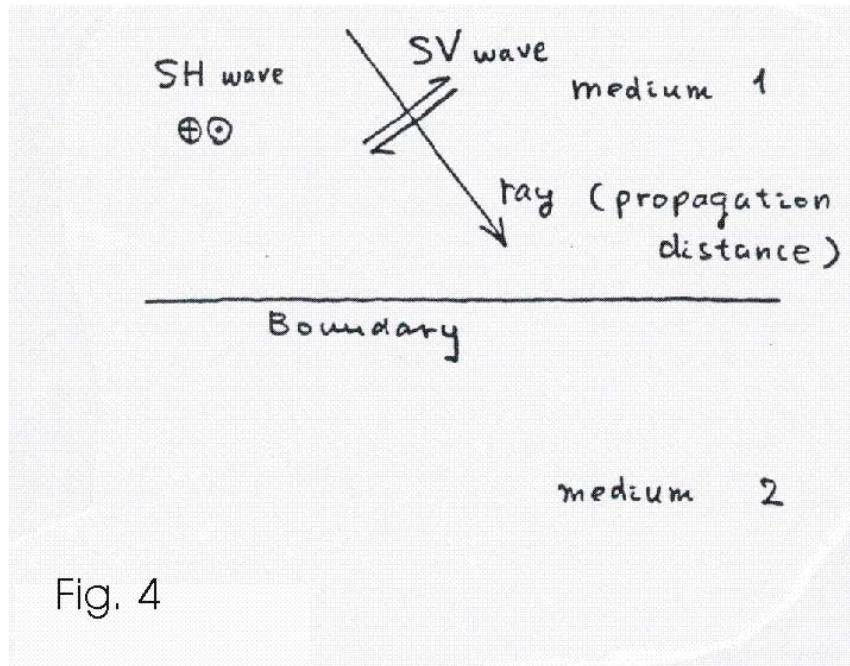 SV wave
SH wave
medium 1
⊕⊙
ray (propagation
distance)
Boundary
medium 2
Fig. 4